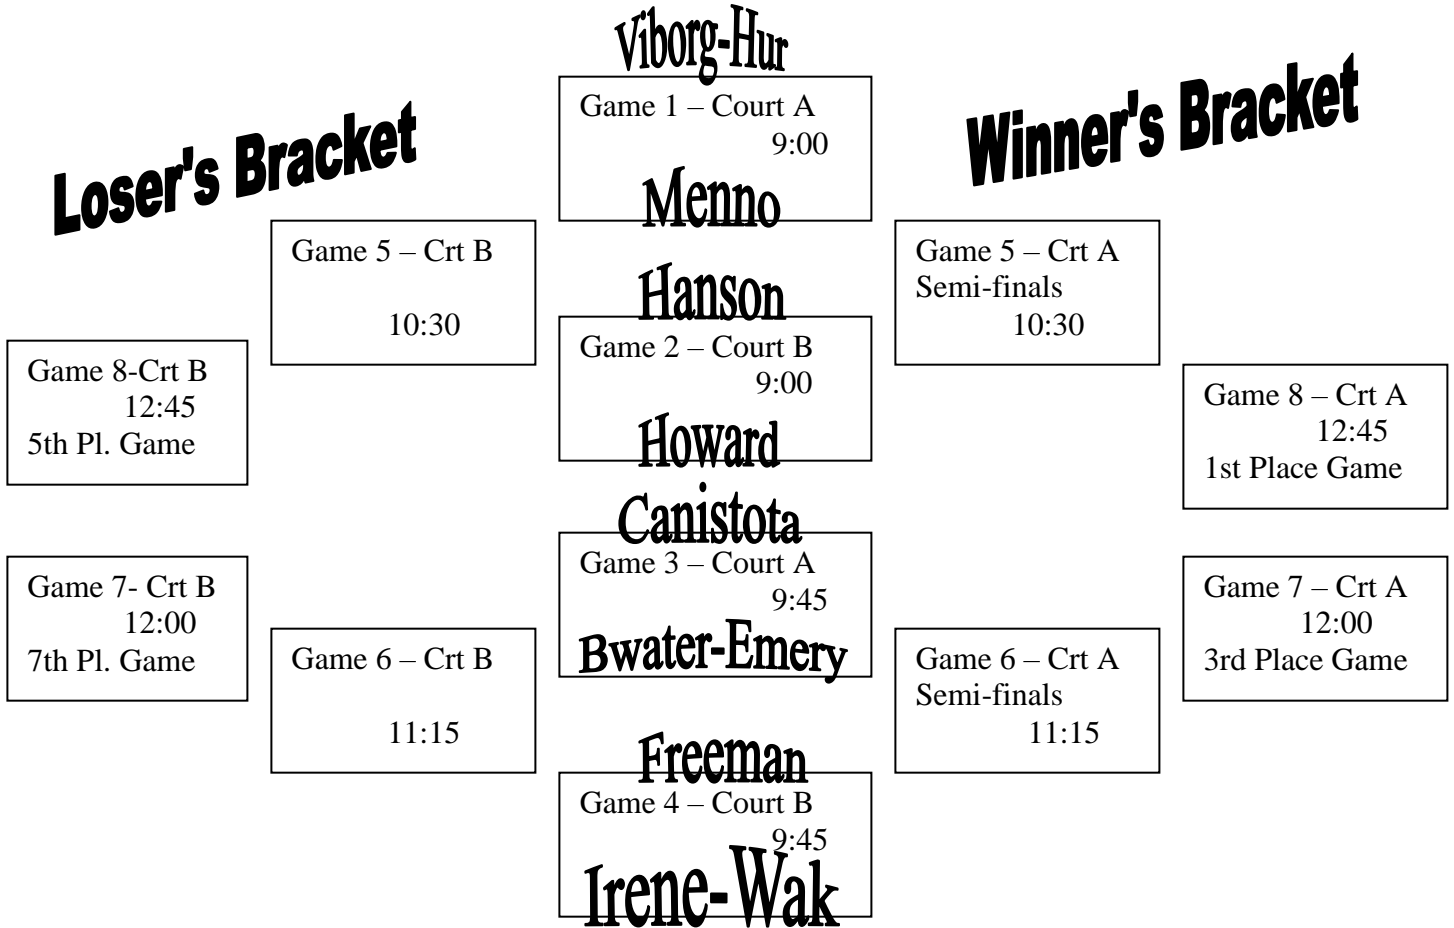 Viborg-Hur
Game 1 – Court A
9:00
Menno
Loser's Bracket
Winner's Bracket
Game 5 – Crt B
10:30
Hanson
Game 2 – Court B
9:00
Howard
Game 5 – Crt A
Semi-finals
10:30
Game 8-Crt B
12:45
5th Pl. Game
Game 8 – Crt A
12:45
1st Place Game
Canistota
Game 3 – Court A
9:45
Bwater-Emery
Game 7- Crt B
12:00
7th Pl. Game
Game 7 – Crt A
12:00
3rd Place Game
Game 6 – Crt B
11:15
Game 6 – Crt A
Semi-finals
11:15
Freeman
Game 4 – Court B
9:45
Irene-Wak